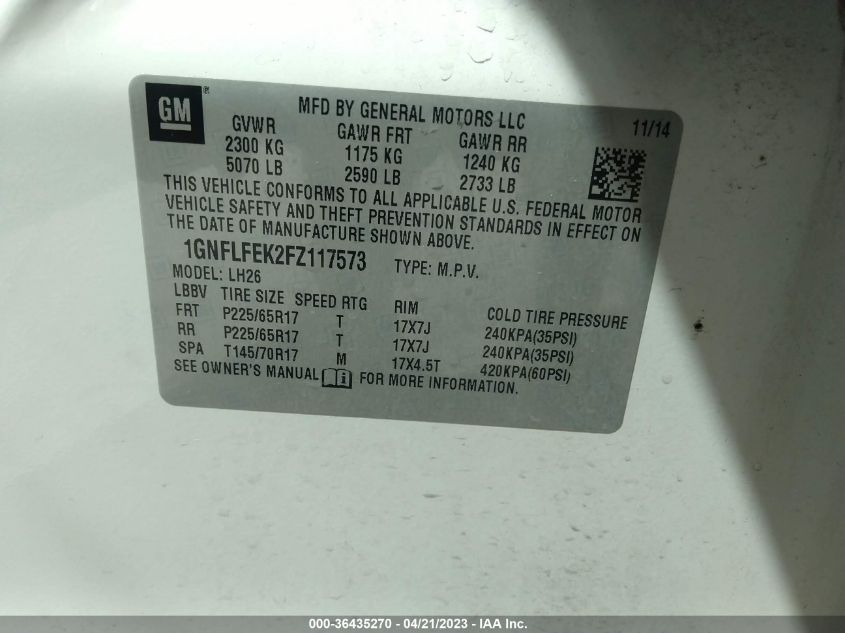 GM ®
MFD BY GENERAL MOTORS LLC
11/14
GVWR GAWR FRT GAWR RR
2300 KG 1175 KG 1240 KG
5070 LB 2590 LB 2733 LB
THIS VEHICLE CONFORMS TO ALL APPLICABLE U.S. FEDERAL MOTOR
VEHICLE SAFETY AND THEFT PREVENTION STANDARDS IN EFFECT ON
THE DATE OF MANUFACTURE SHOWN ABOVE.
1GNFLFEK2FZ117573 TYPE: M.P.V.
MODEL: LH26
LBBV TIRE SIZE SPEED RTG RIM COLD TIRE PRESSURE
FRT P225/65R17 T 17X7J 240KPA(35PSI)
RR P225/65R17 T 17X7J 240KPA(35PSI)
SPA T145/70R17 M 17X4.5T 420KPA(60PSI)
SEE OWNER'S MANUAL FOR MORE INFORMATION.
000-36435270 - 04/21/2023 - IAA Inc.